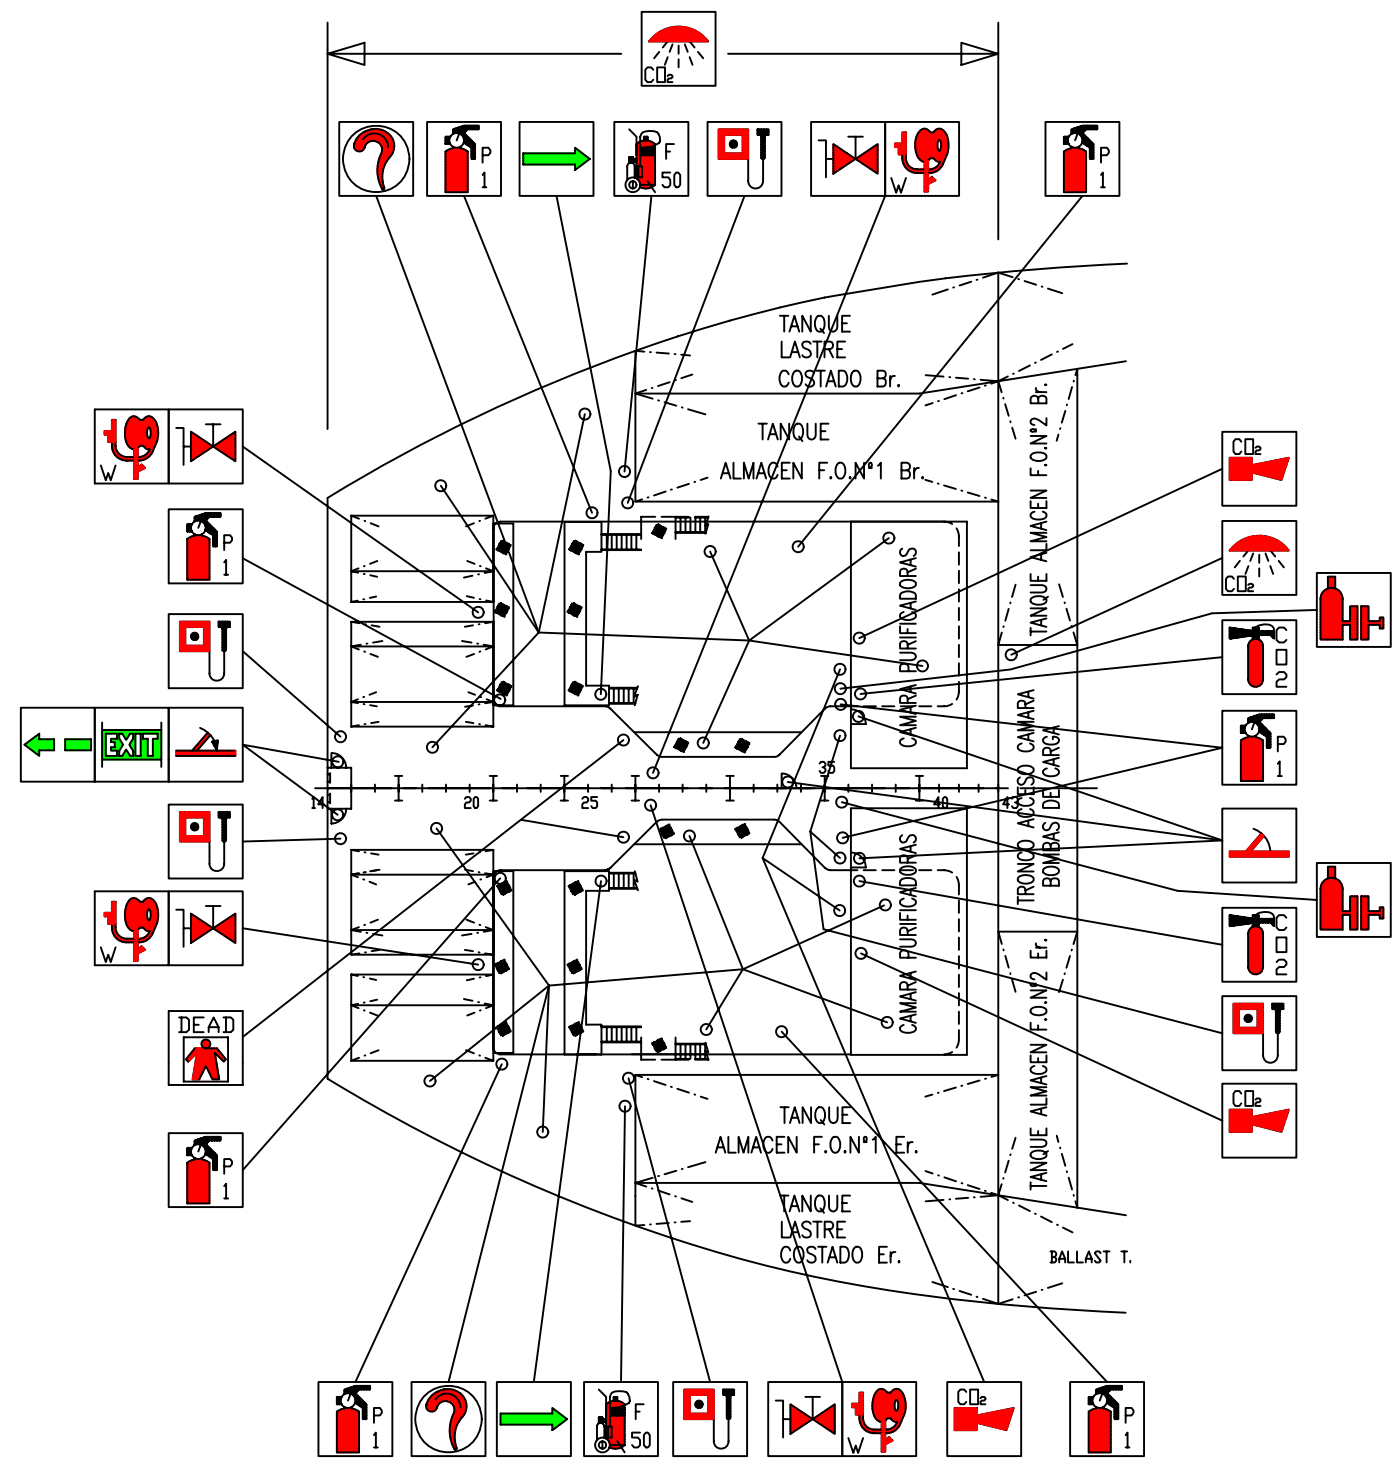 CO₂
P
1
F
50
W
P
1
TANQUE
LASTRE
COSTADO Br.
TANQUE
ALMACEN F.O.Nº1 Br.
TANQUE ALMACEN F.O.Nº2 Br.
W
CO₂
P
1
CO₂
CAMARA PURIFICADORAS
C
O
2
EXIT
P
1
TRONCO ACCESO CAMARA
BOMBAS DE CARGA
14
20
25
35
40
43
CAMARA PURIFICADORAS
W
C
O
2
TANQUE ALMACEN F.O.Nº2 Er.
DEAD
CO₂
P
1
TANQUE
ALMACEN F.O.Nº1 Er.
TANQUE
LASTRE
COSTADO Er.
BALLAST T.
P
1
F
50
W
CO₂
P
1